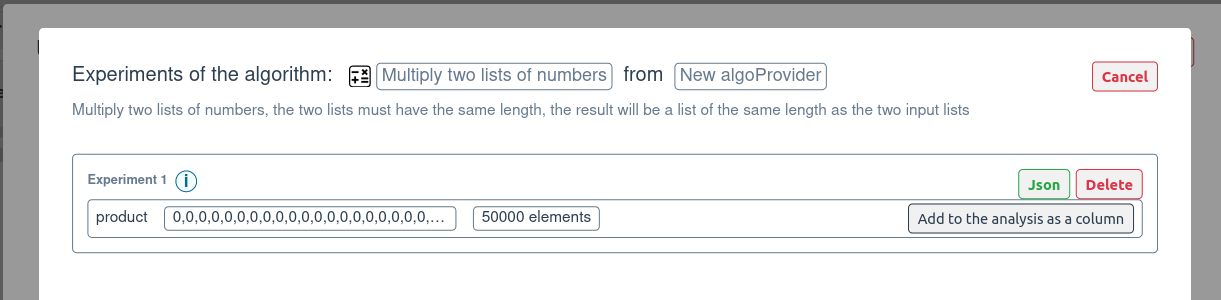 Experiments of the algorithm: Multiply two lists of numbers from New algoProvider Cancel
Multiply two lists of numbers, the two lists must have the same length, the result will be a list of the same length as the two input lists
Experiment 1 i Json Delete
product 0,0,0,0,0,0,0,0,0,0,0,0,0,0,0,0,0,0,0,0,... 50000 elements Add to the analysis as a column